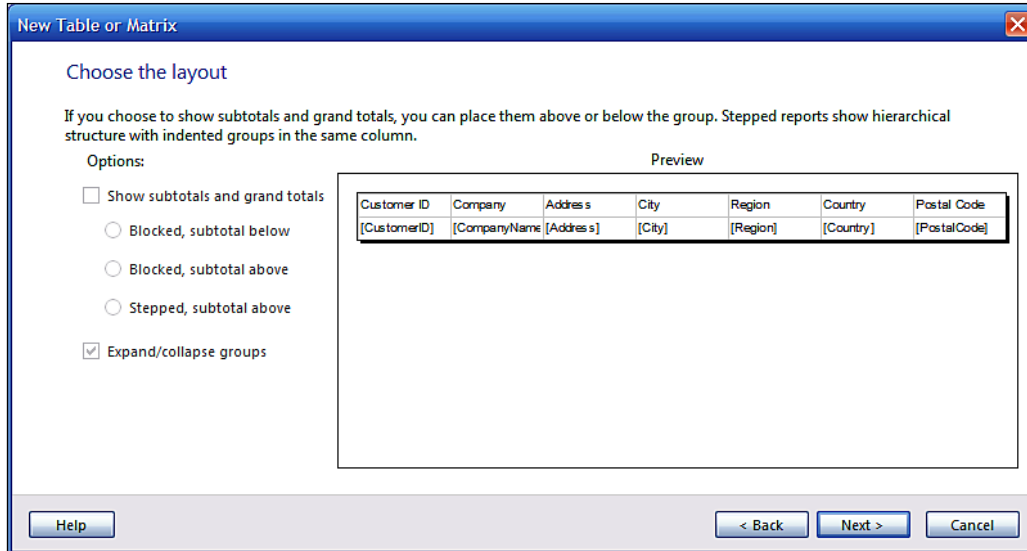 New Table or Matrix
Choose the layout
If you choose to show subtotals and grand totals, you can place them above or below the group. Stepped reports show hierarchical
structure with indented groups in the same column.
Options:
Preview
Show subtotals and grand totals
Blocked, subtotal below
Blocked, subtotal above
Stepped, subtotal above
Expand/collapse groups
Customer ID Company Address City Region Country Postal Code
[CustomerID] [CompanyName [Address] [City] [Region] [Country] [PostalCode]
Help < Back Next > Cancel